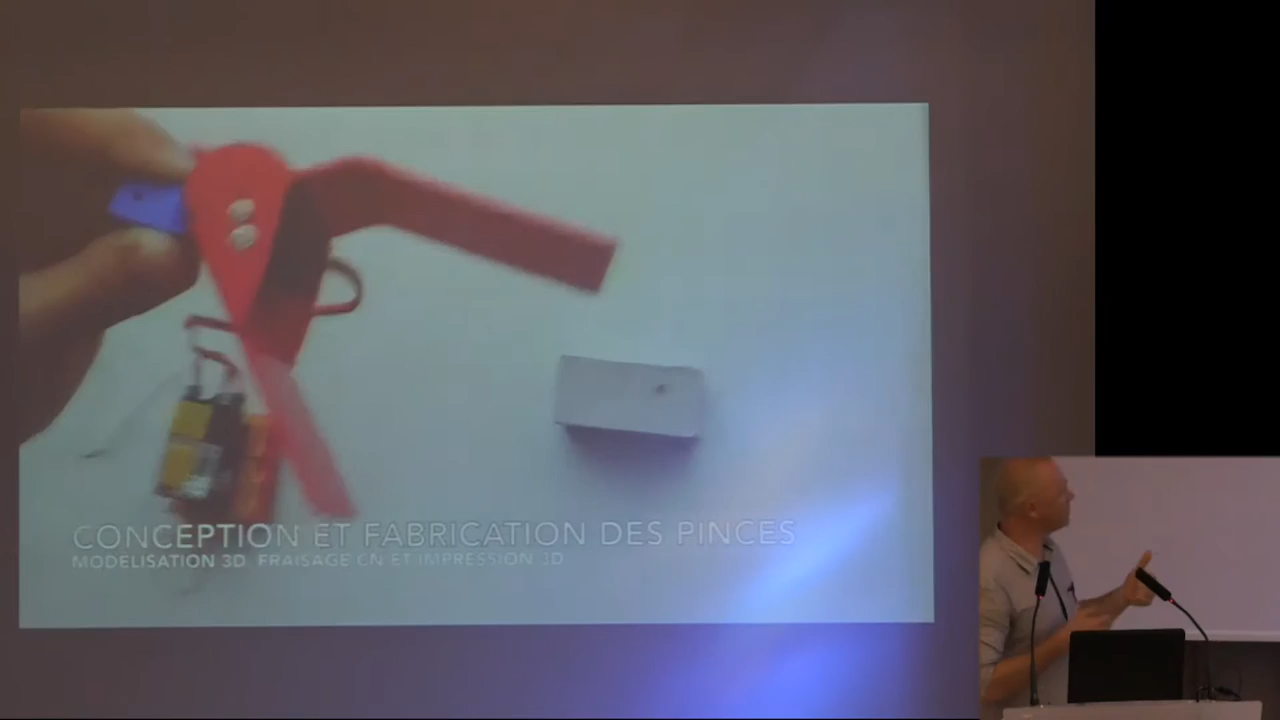 CONCEPTION ET FABRICATION DES PINCES
MODELISATION 3D, FRAISAGE CN ET IMPRESSION 3D